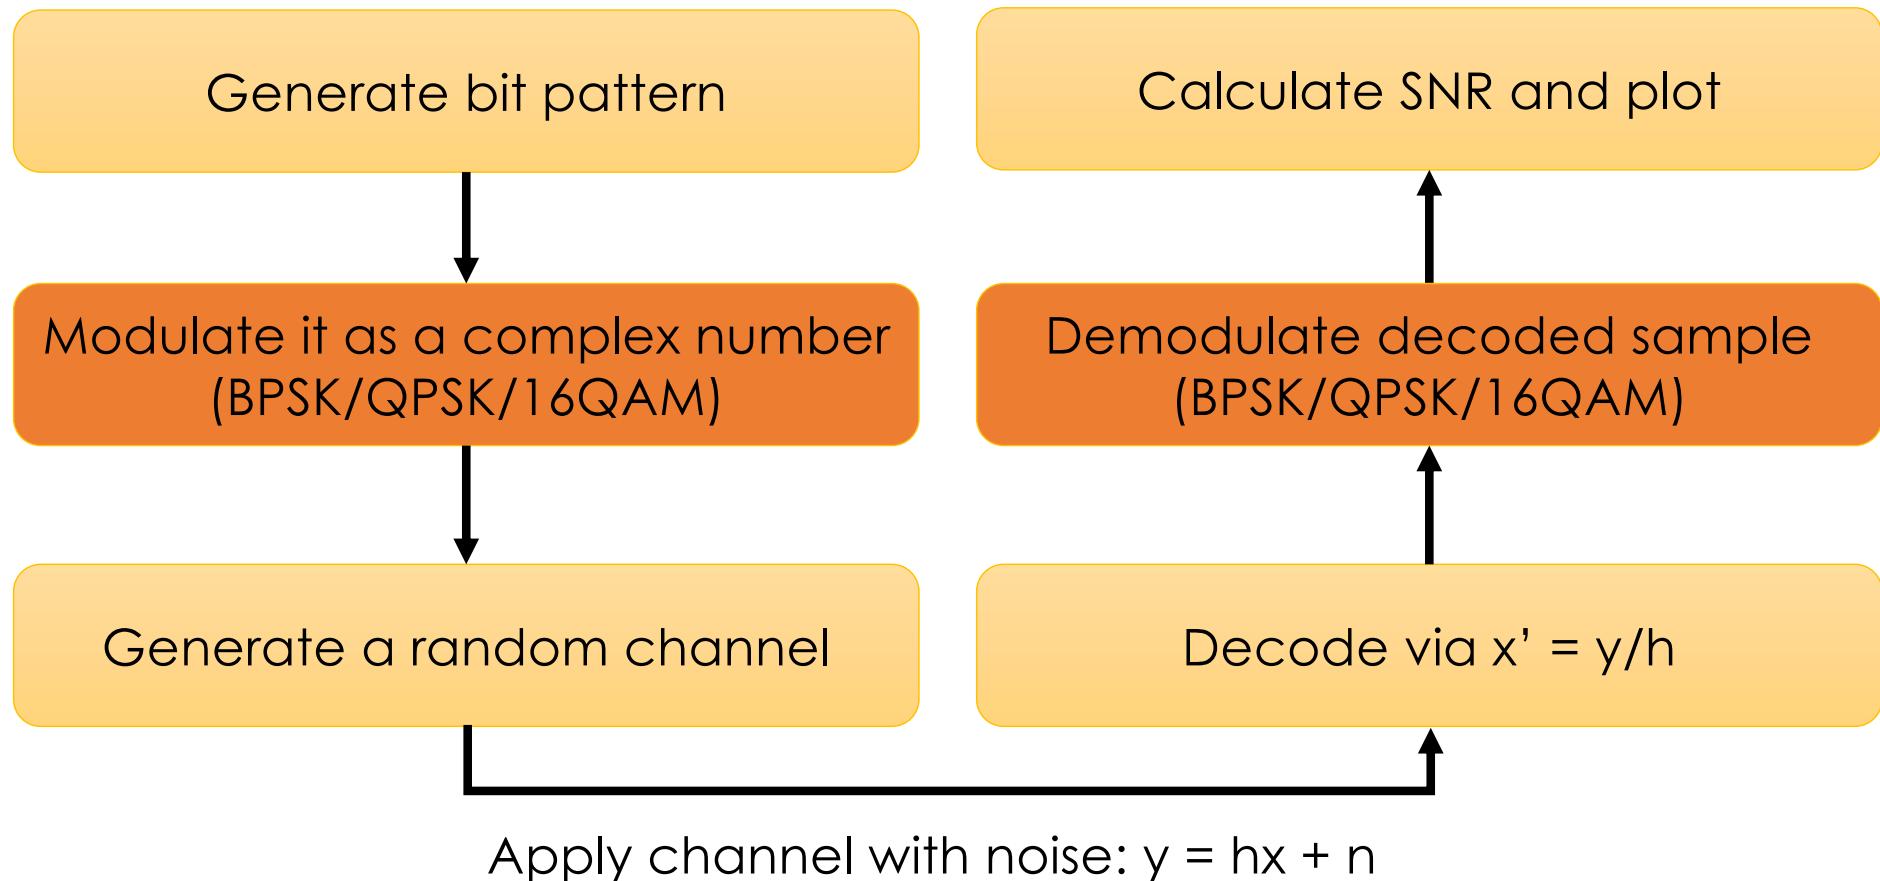 Generate bit pattern
Modulate it as a complex number
(BPSK/QPSK/16QAM)
Generate a random channel
Apply channel with noise: y = hx + n
Decode via x’ = y/h
Demodulate decoded sample
(BPSK/QPSK/16QAM)
Calculate SNR and plot